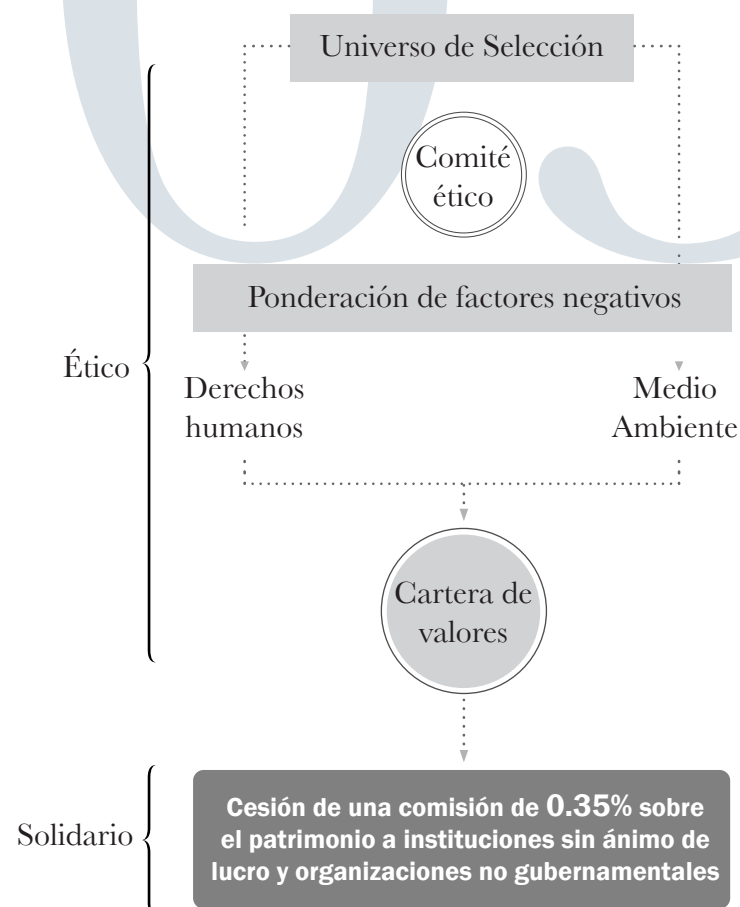 Universo de Selección
Comité
ético
Ponderación de factores negativos
Ético
Derechos
humanos
Medio
Ambiente
Cartera de
valores
Solidario
Cesión de una comisión de 0.35% sobre
el patrimonio a instituciones sin ánimo de
lucro y organizaciones no gubernamentales